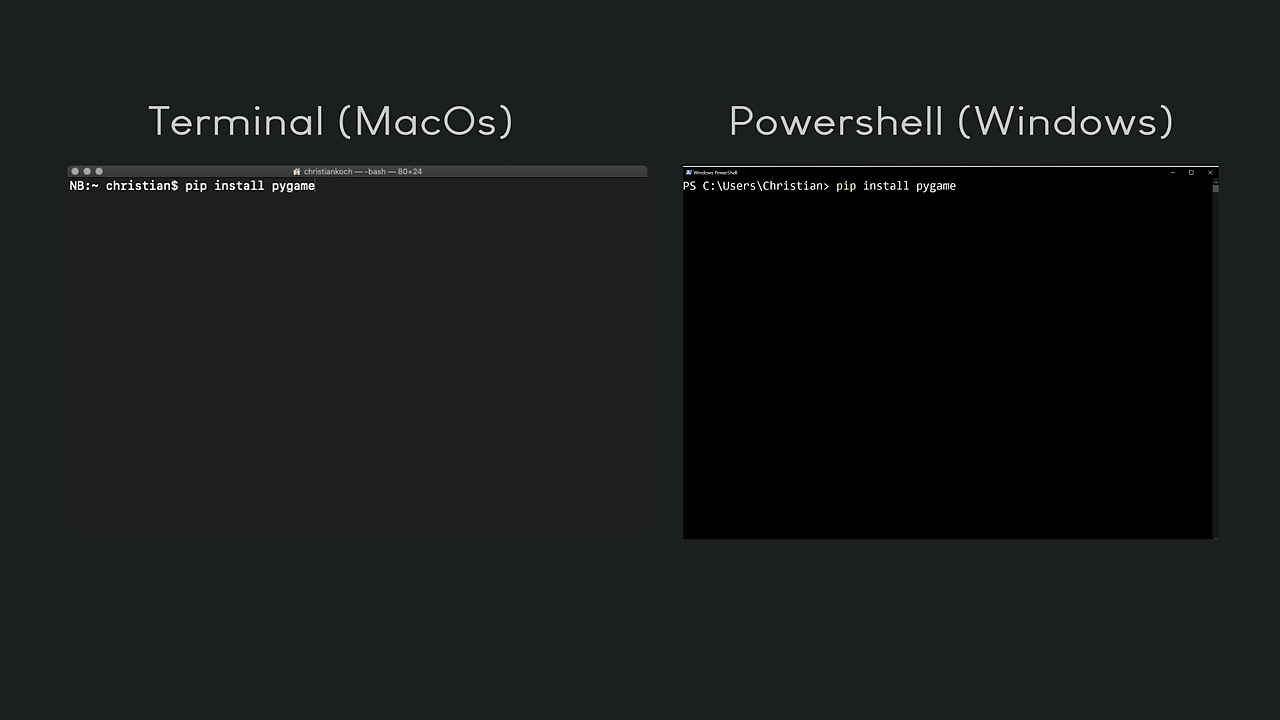 Terminal (MacOs)
Powershell (Windows)
christiankoch — -bash — 80×24
NB:~ christian$ pip install pygame
Windows PowerShell
PS C:\Users\Christian> pip install pygame